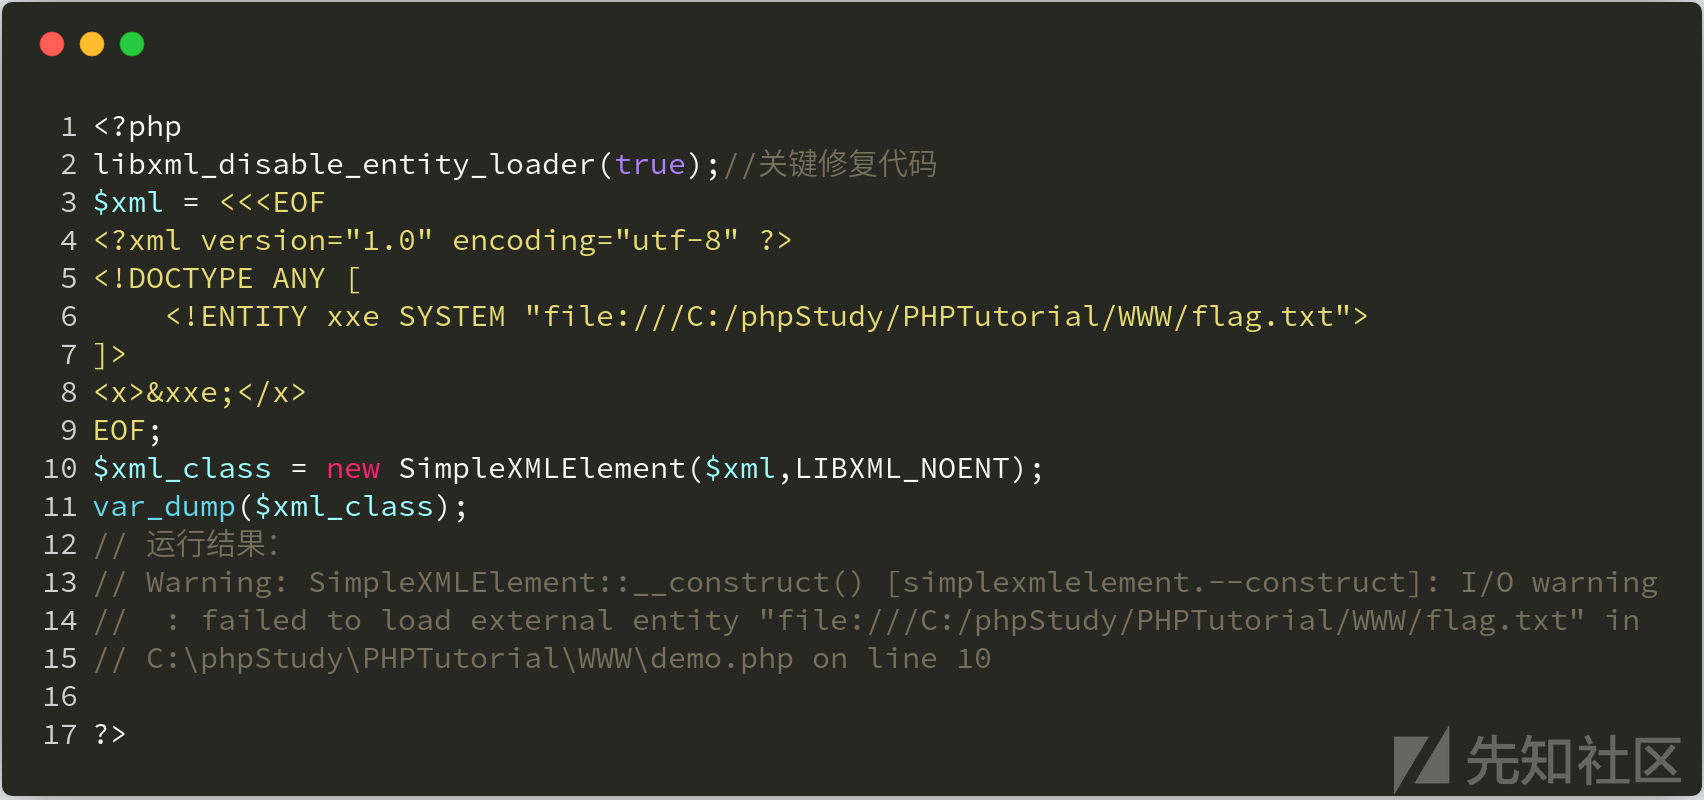 1 <?php
2 libxml_disable_entity_loader(true);//关键修复代码
3 $xml = <<<EOF
4 <?xml version="1.0" encoding="utf-8" ?>
5 <!DOCTYPE ANY [
6     <!ENTITY xxe SYSTEM "file:///C:/phpStudy/PHPTutorial/WWW/flag.txt">
7 ]>
8 <x>&xxe;</x>
9 EOF;
10 $xml_class = new SimpleXMLElement($xml,LIBXML_NOENT);
11 var_dump($xml_class);
12 // 运行结果：
13 // Warning: SimpleXMLElement::__construct() [simplexmlelement.--construct]: I/O warning
14 //  : failed to load external entity "file:///C:/phpStudy/PHPTutorial/WWW/flag.txt" in
15 // C:\phpStudy\PHPTutorial\WWW\demo.php on line 10
16
17 ?>
先知社区